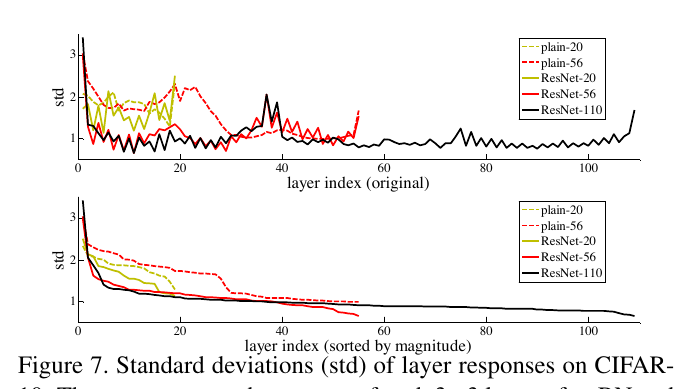 plain-20
plain-56
ResNet-20
ResNet-56
ResNet-110
3
2
1
std
0 20 40 60 80 100
layer index (original)
plain-20
plain-56
ResNet-20
ResNet-56
ResNet-110
3
2
1
std
0 20 40 60 80 100
layer index (sorted by magnitude)
Figure 7. Standard deviations (std) of layer responses on CIFAR-